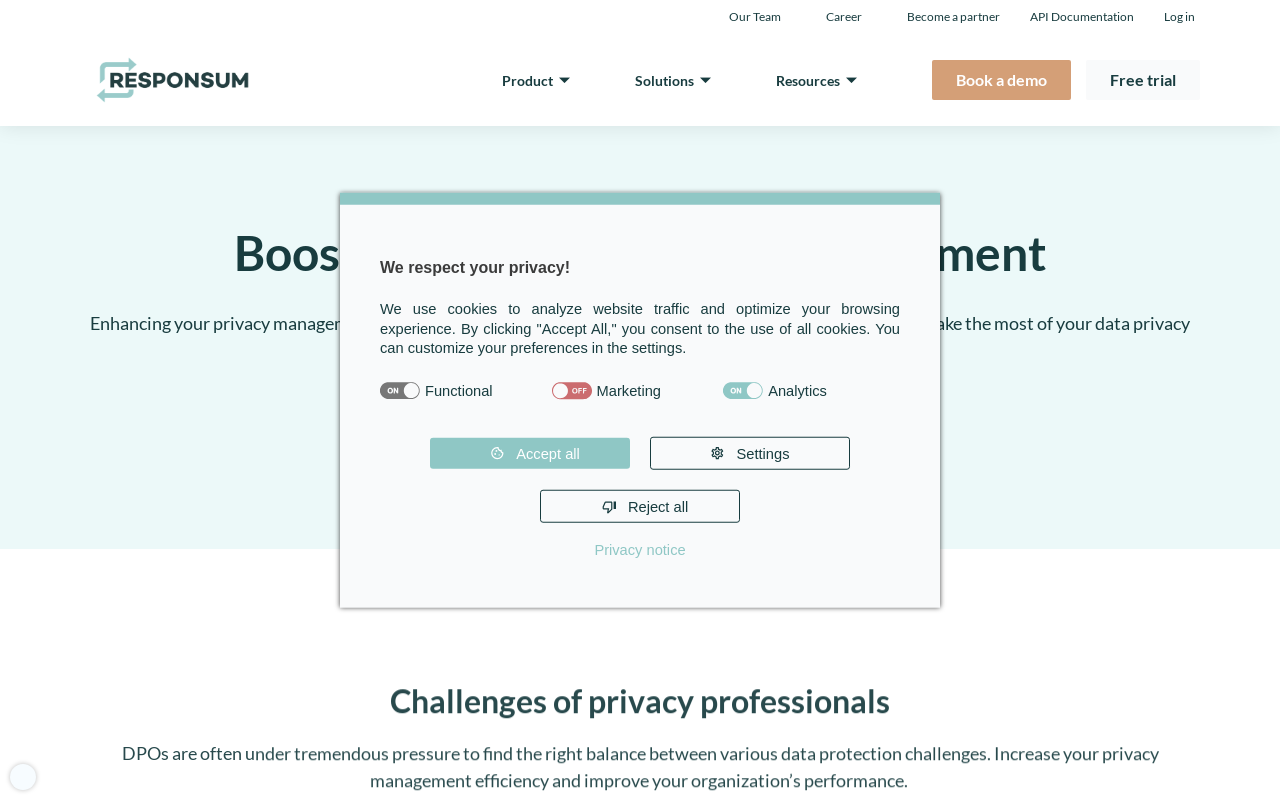 Our Team Career Become a partner API Documentation Log in
RESPONSUM Product Solutions Resources Book a demo Free trial
Boos ment
Enhancing your privacy manager ake the most of your data privacy
We respect your privacy!
We use cookies to analyze website traffic and optimize your browsing
experience. By clicking "Accept All," you consent to the use of all cookies. You
can customize your preferences in the settings.
ON Functional OFF Marketing ON Analytics
Accept all Settings
Reject all
Privacy notice
Challenges of privacy professionals
DPOs are often under tremendous pressure to find the right balance between various data protection challenges. Increase your privacy
management efficiency and improve your organization’s performance.